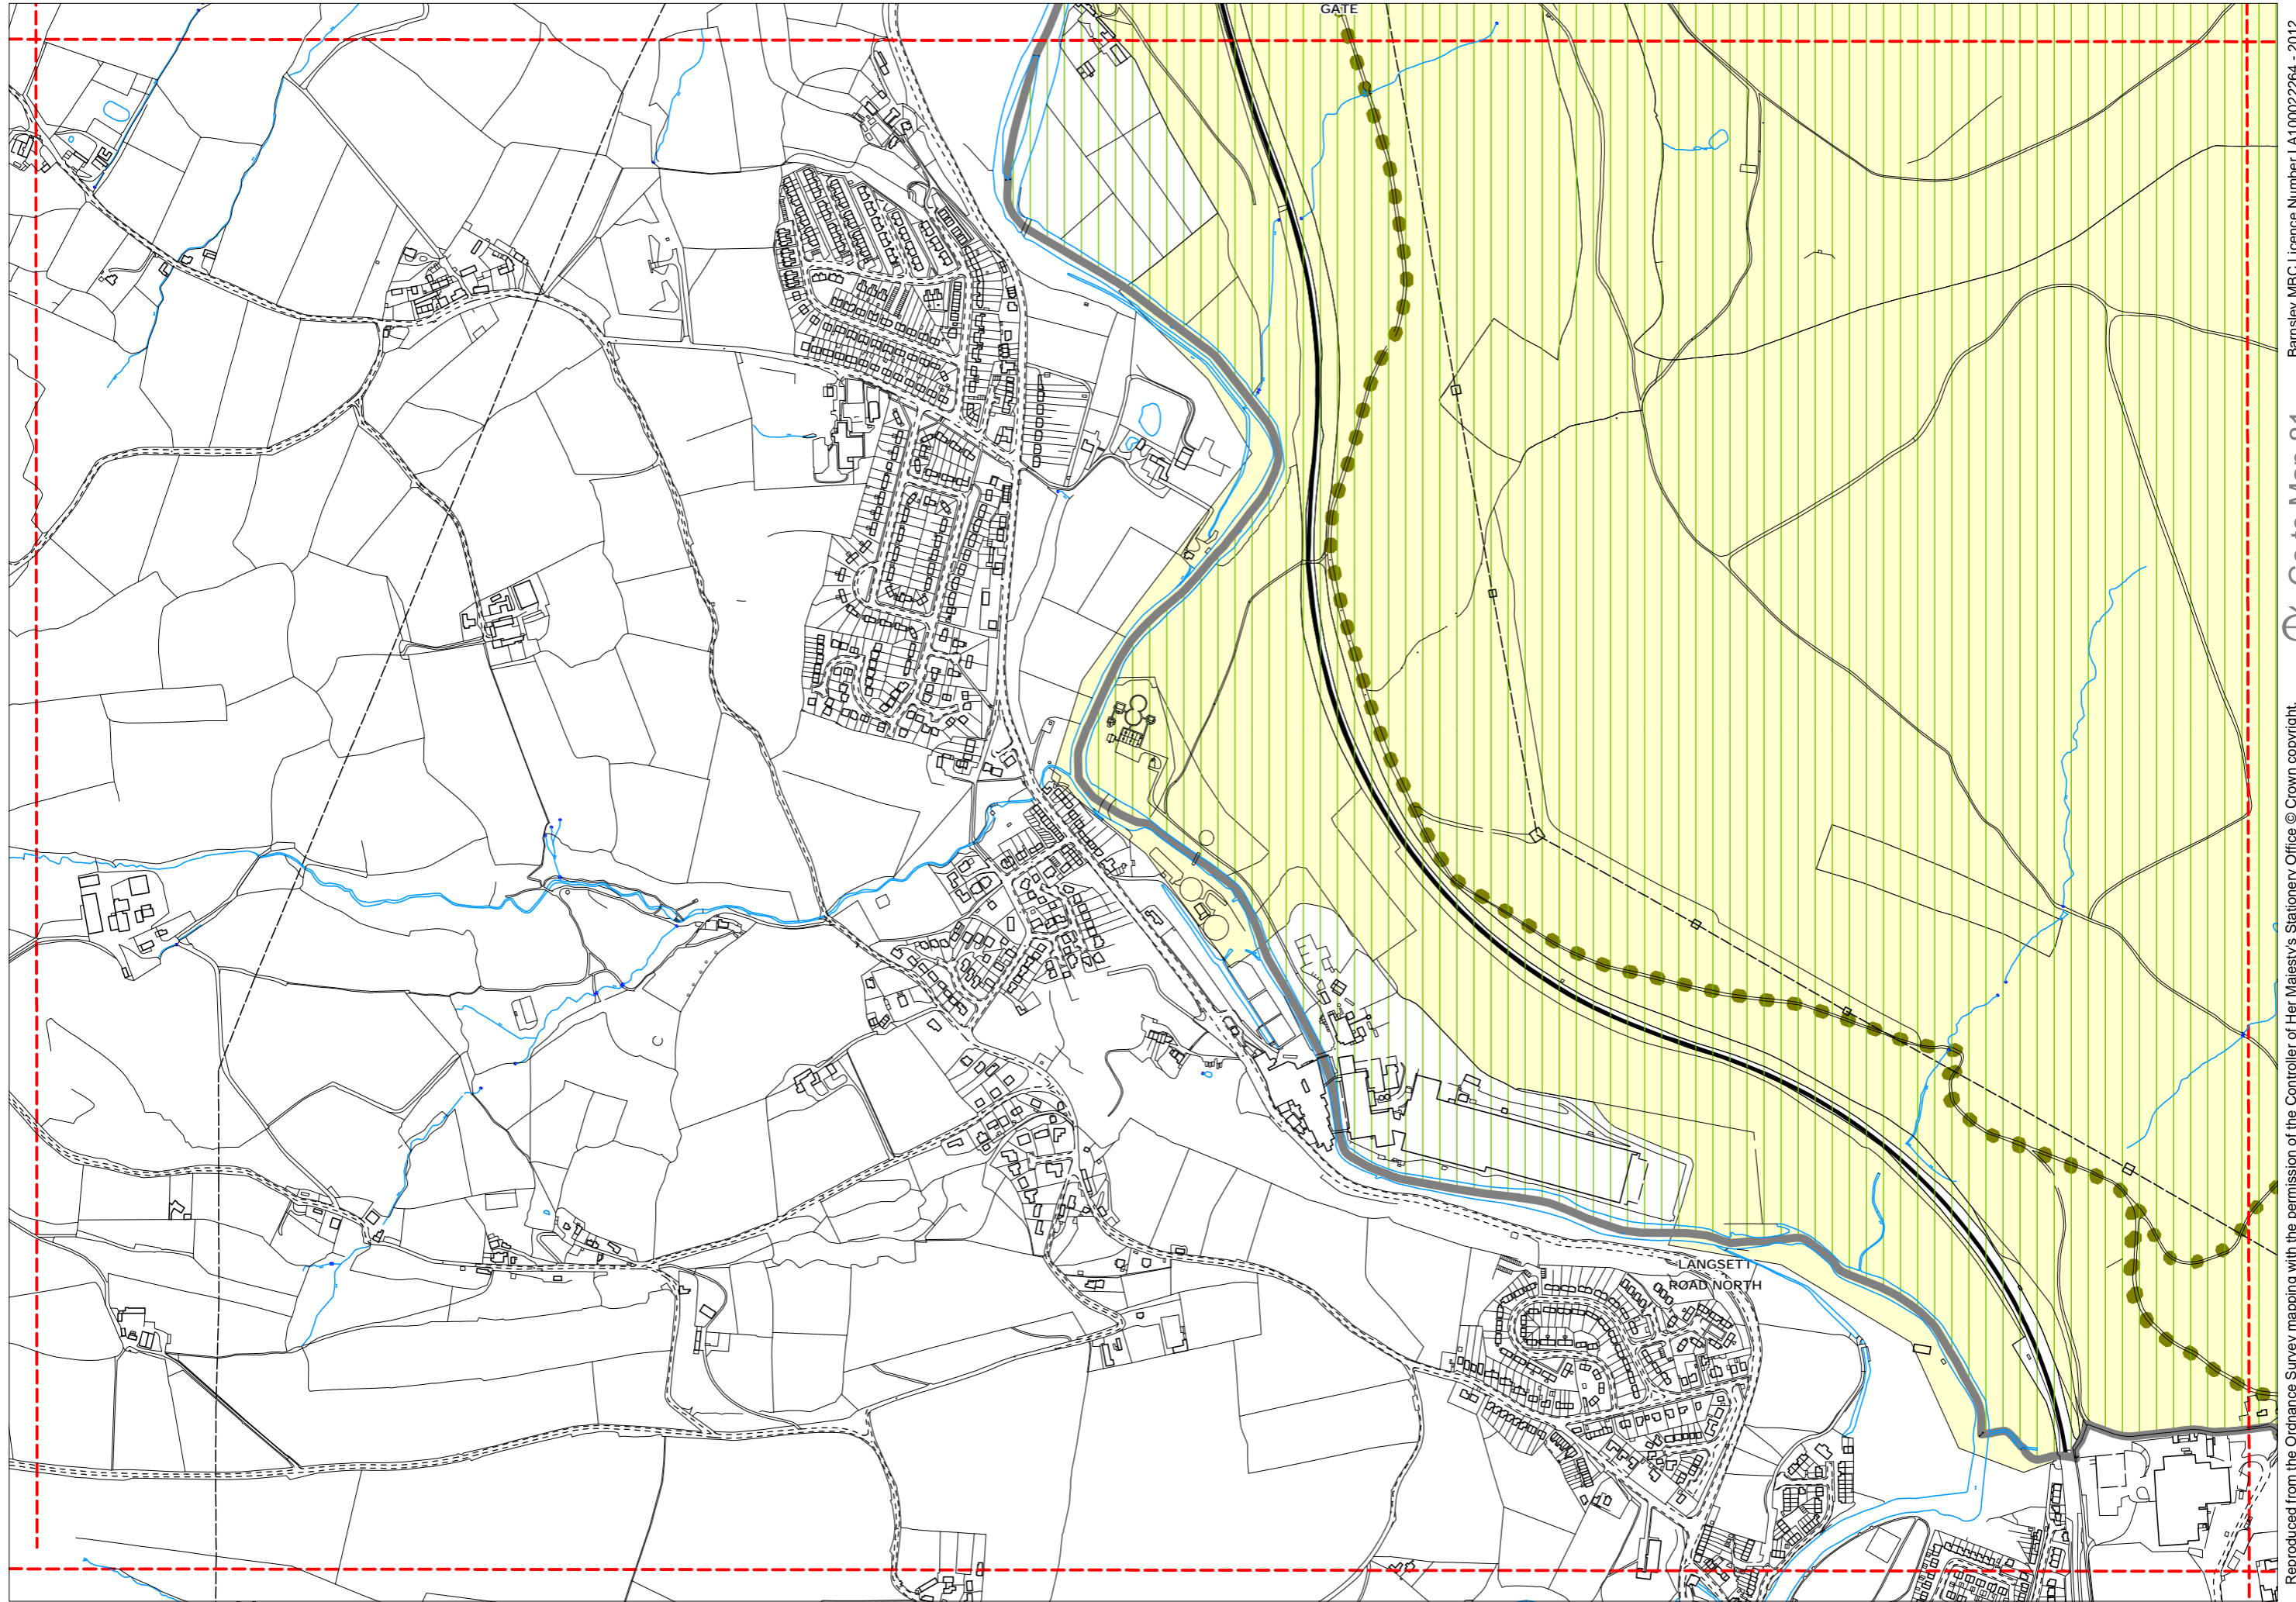 GATE
LANGSETT
ROAD NORTH
Reproduced from the Ordnance Survey mapping with the permission of the Controller of Her Majesty's Stationery Office © Crown copyright.
Barnsley MBC Licence Number LA100022264 - 2012